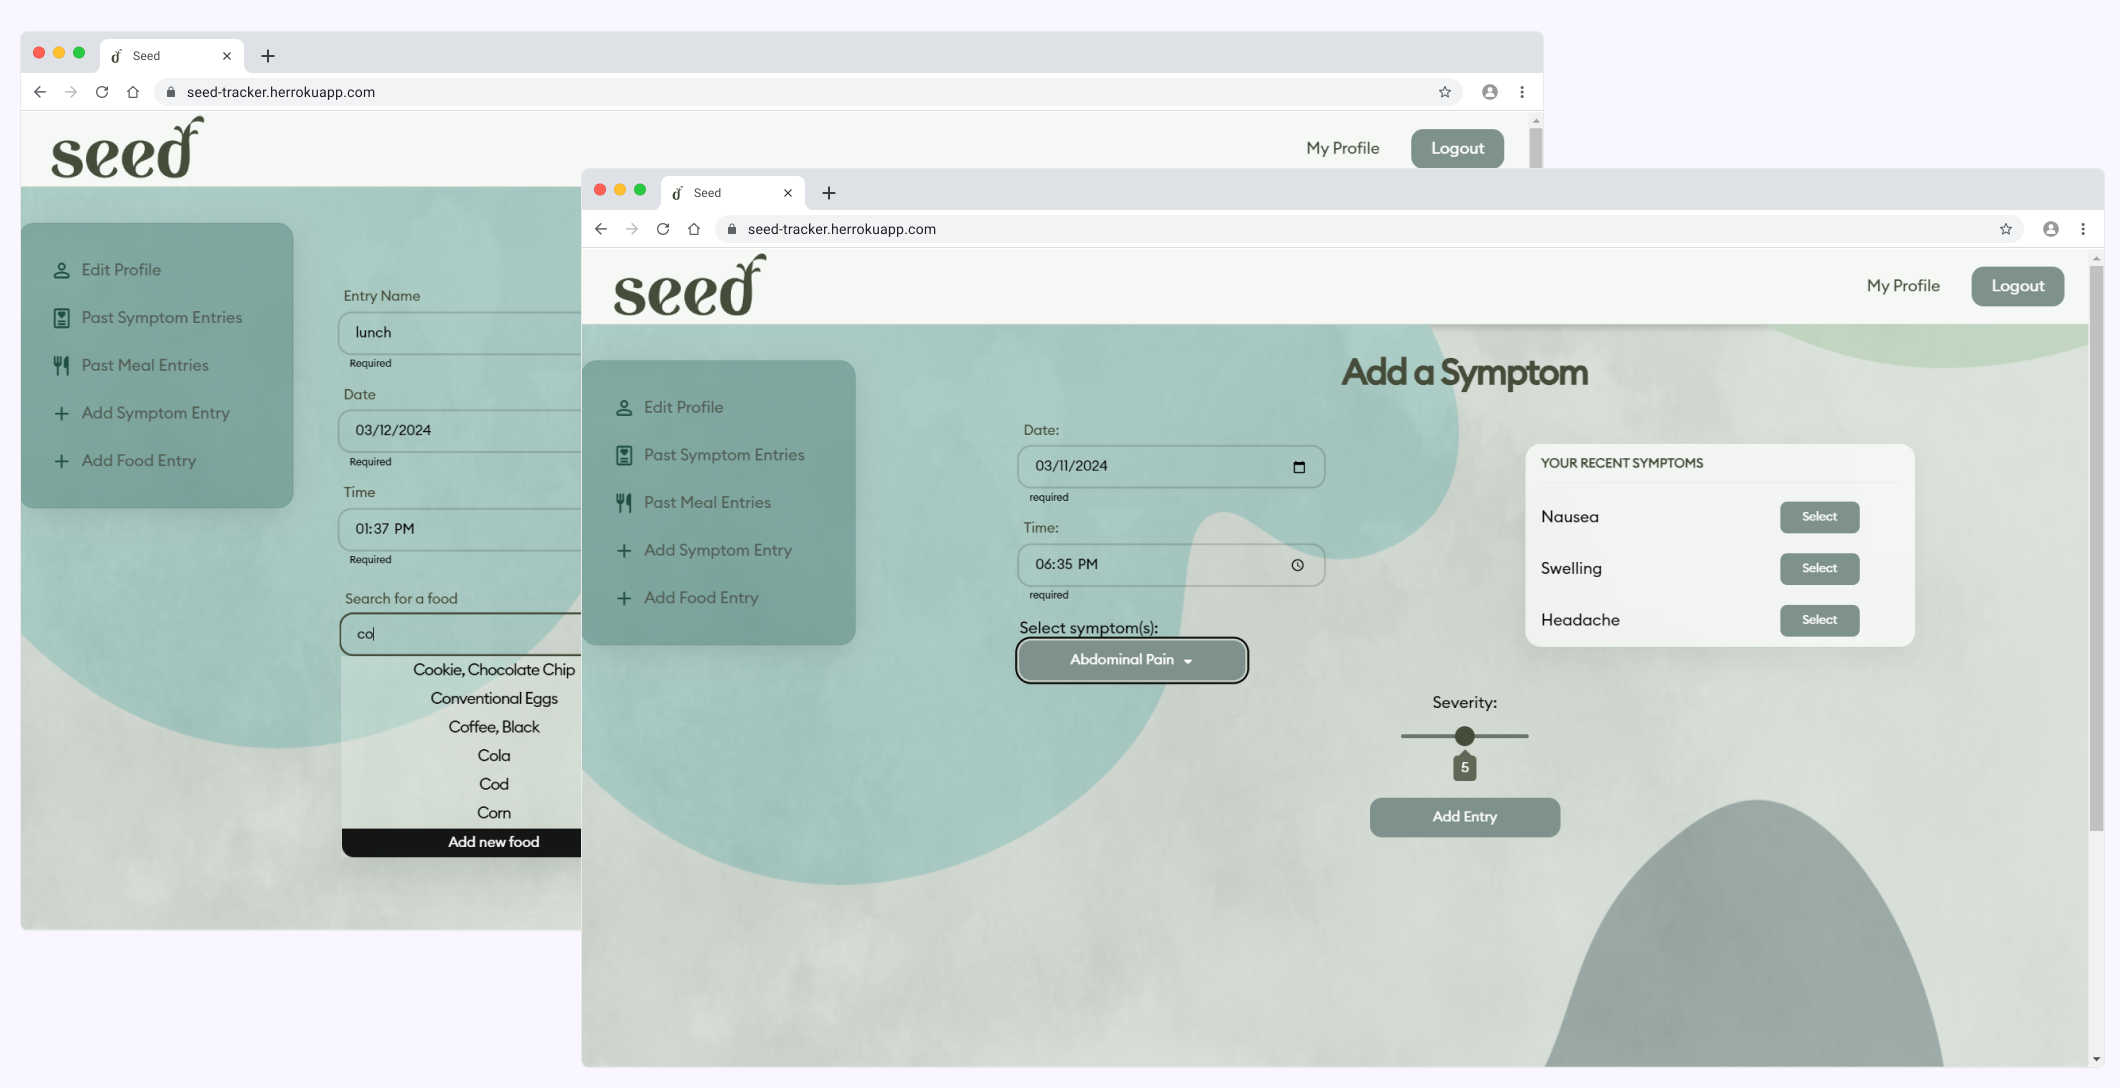 Seed
seed-tracker.herrokuapp.com
seed
My Profile
Logout
Edit Profile
Past Symptom Entries
Past Meal Entries
Add Symptom Entry
Add Food Entry
Entry Name
lunch
Required
Date
03/12/2024
Required
Time
01:37 PM
Required
Search for a food
co
Cookie, Chocolate Chip
Conventional Eggs
Coffee, Black
Cola
Cod
Corn
Add new food
Seed
seed-tracker.herrokuapp.com
seed
My Profile
Logout
Edit Profile
Past Symptom Entries
Past Meal Entries
Add Symptom Entry
Add Food Entry
Add a Symptom
Date:
03/11/2024
required
Time:
06:35 PM
required
Select symptom(s):
Abdominal Pain
YOUR RECENT SYMPTOMS
Nausea
Select
Swelling
Select
Headache
Select
Severity:
5
Add Entry